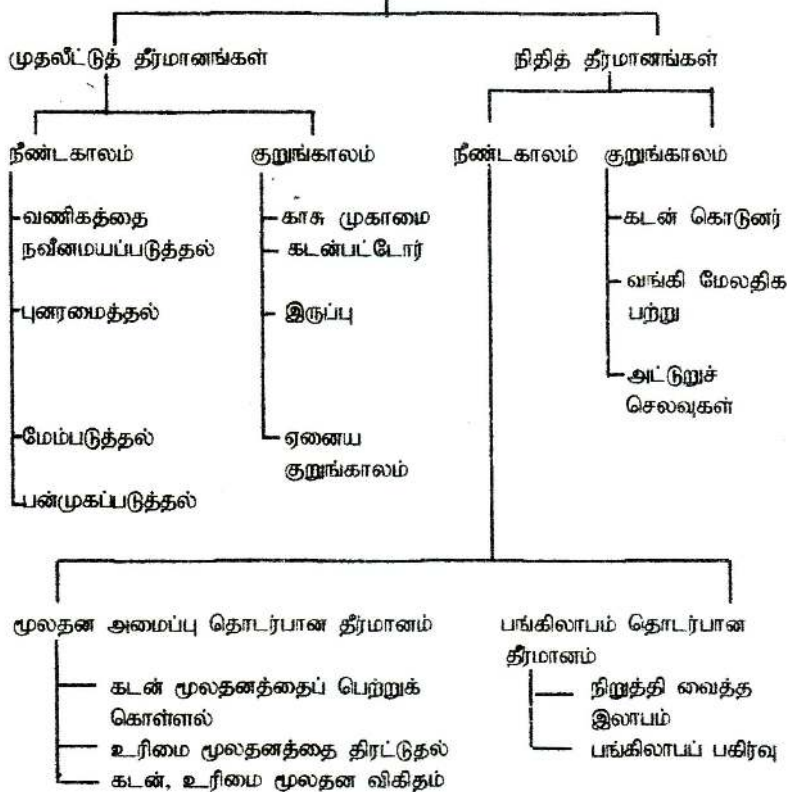 முதலீட்டுத் தீர்மானங்கள்
நிதித் தீர்மானங்கள்
நீண்டகாலம்
குறுங்காலம்
நீண்டகாலம்
குறுங்காலம்
வணிகத்தை
நவீனமயப்படுத்தல்
புனரமைத்தல்
மேம்படுத்தல்
பன்முகப்படுத்தல்
காசு முகாமை
கடன்பட்டோர்
இருப்பு
ஏனைய
குறுங்காலம்
கடன் கொடுனர்
வங்கி மேலதிக
பற்று
அட்டுறுச்
செலவுகள்
மூலதன அமைப்பு தொடர்பான தீர்மானம்
கடன் மூலதனத்தைப் பெற்றுக்
கொள்ளல்
உரிமை மூலதனத்தை திரட்டுதல்
கடன், உரிமை மூலதன விகிதம்
பங்கிலாபம் தொடர்பான
தீர்மானம்
நிறுத்தி வைத்த
இலாபம்
பங்கிலாபப் பகிர்வு